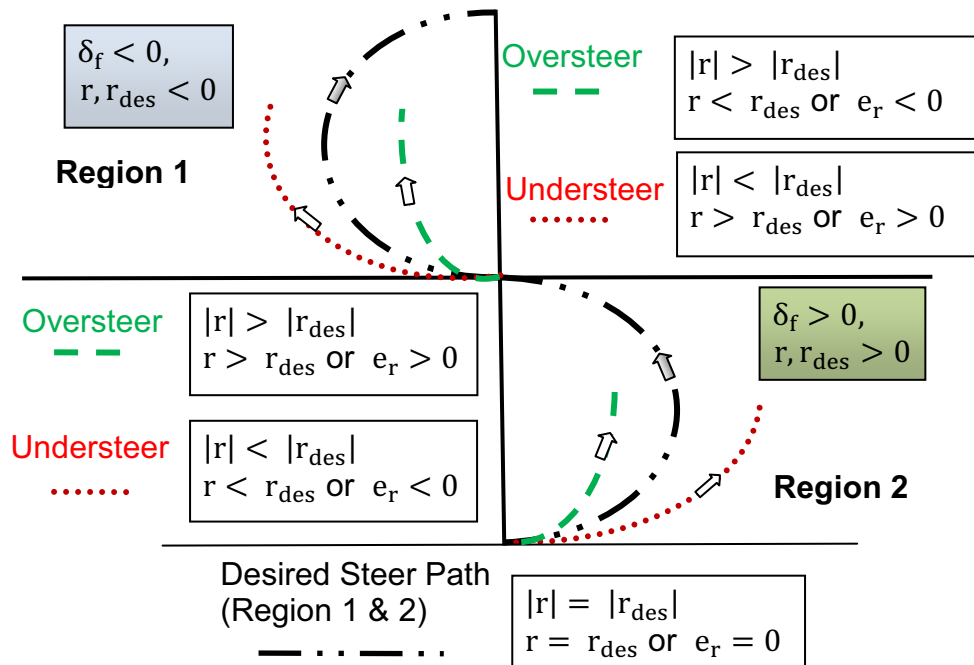 δf < 0,
r, rdes < 0
Region 1
Oversteer
|r| > |rdes|
r < rdes or er < 0
Understeer
|r| < |rdes|
r > rdes or er > 0
Oversteer
|r| > |rdes|
r > rdes or er > 0
Understeer
|r| < |rdes|
r < rdes or er < 0
δf > 0,
r, rdes > 0
Region 2
Desired Steer Path
(Region 1 & 2)
|r| = |rdes|
r = rdes or er = 0